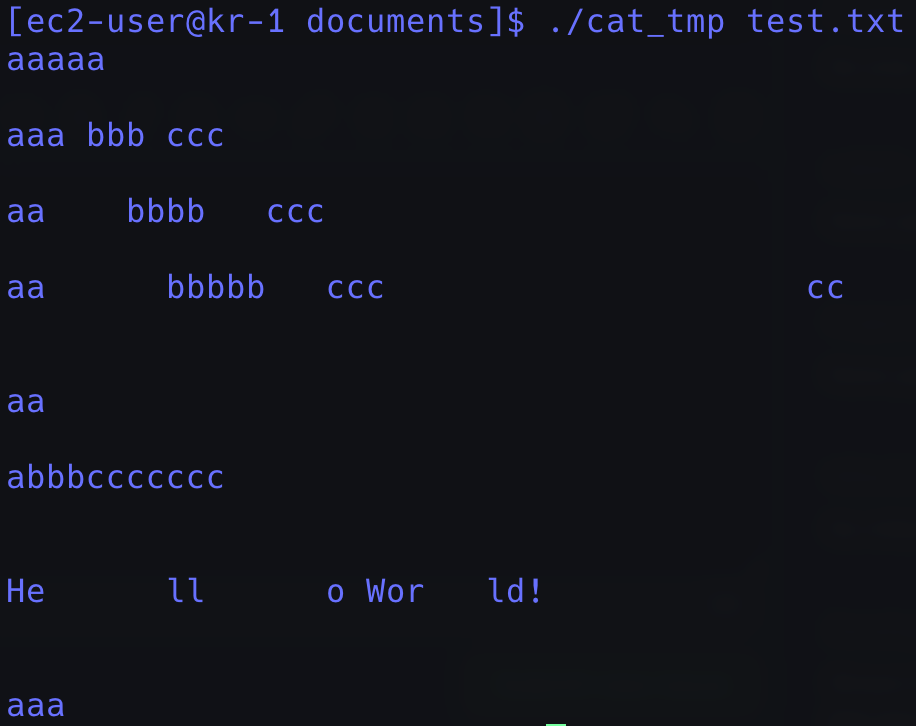 [ec2-user@kr-1 documents]$ ./cat_tmp test.txt
aaaaa
aaa bbb ccc
aa    bbbb   ccc
aa      bbbbb   ccc                     cc
aa
abbbccccccc
He      ll      o Wor   ld!
aaa